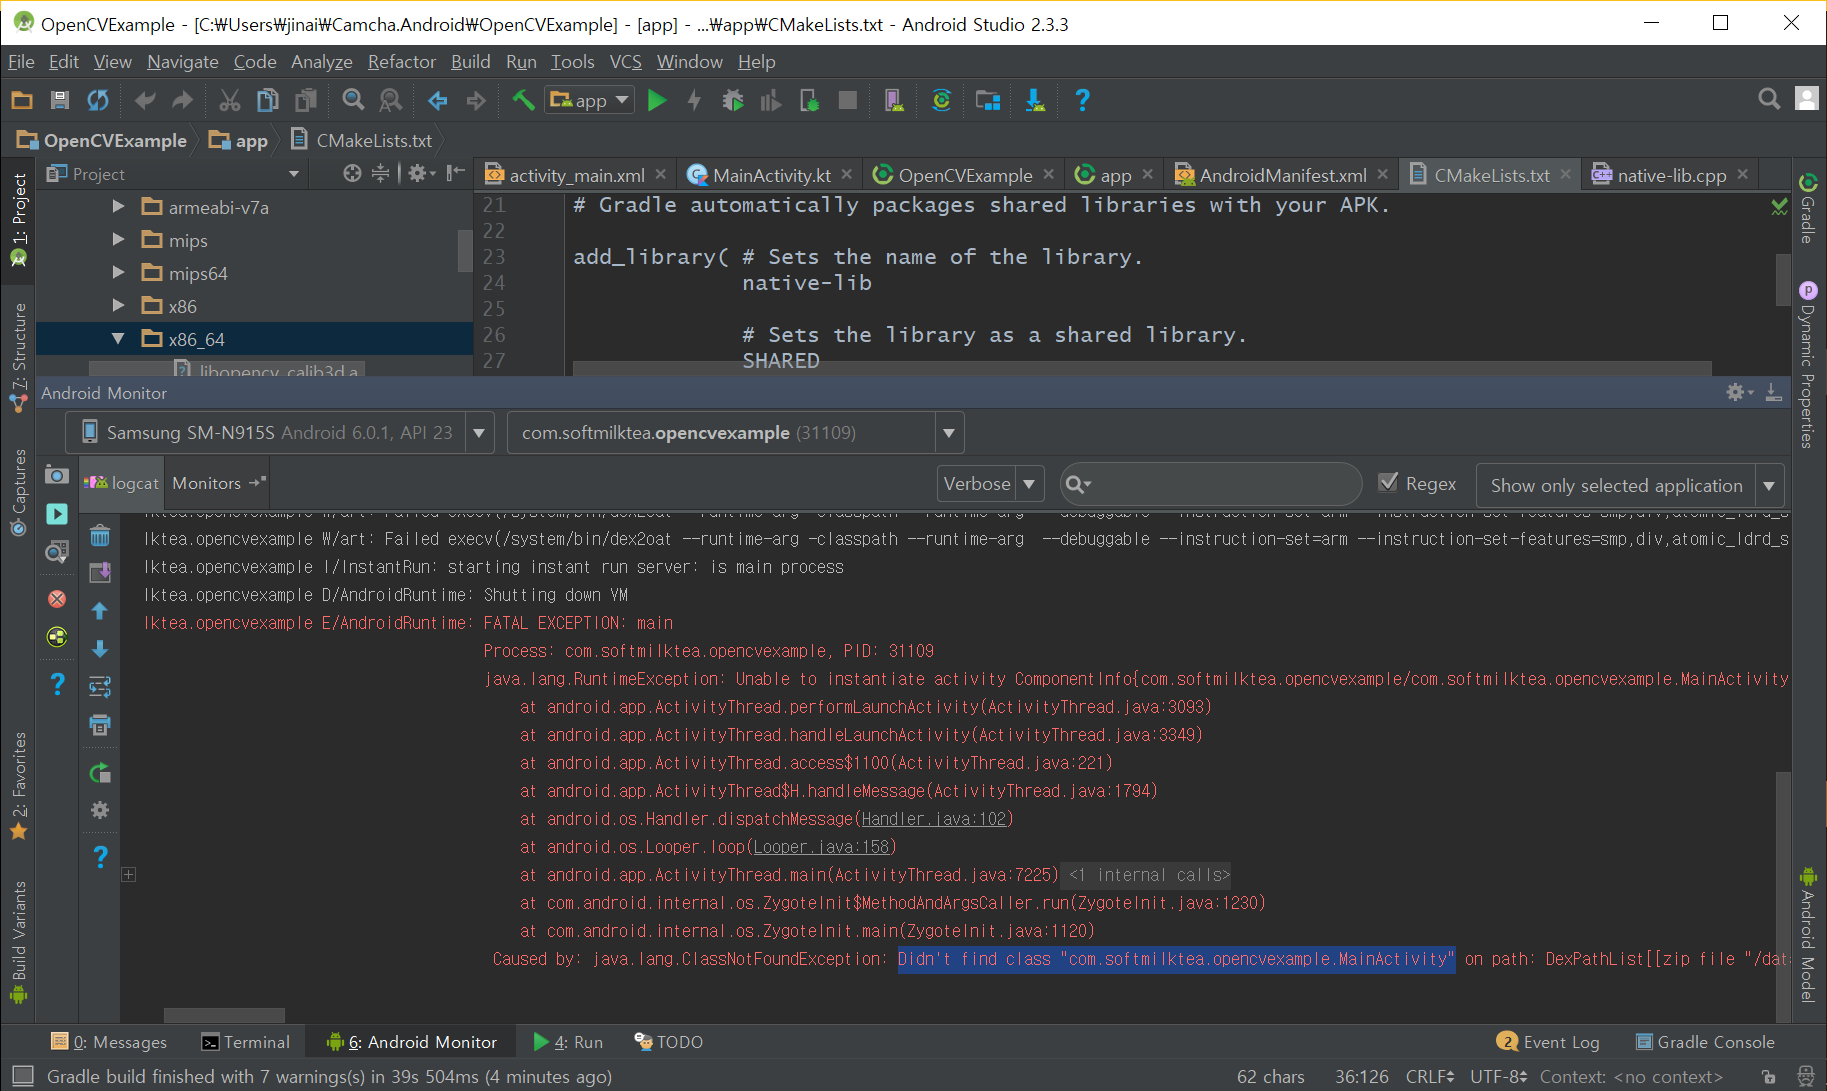 OpenCVExample - [C:₩Users₩jinai₩Camcha.Android₩OpenCVExample] - [app] - ...₩app₩CMakeLists.txt - Android Studio 2.3.3
File Edit View Navigate Code Analyze Refactor Build Run Tools VCS Window Help
app
OpenCVExample app CMakeLists.txt
Project
activity_main.xml MainActivity.kt OpenCVExample app AndroidManifest.xml CMakeLists.txt native-lib.cpp
armeabi-v7a
mips
mips64
x86
x86_64
libopencv_calib3d.a
21 # Gradle automatically packages shared libraries with your APK.
22
23 add_library( # Sets the name of the library.
24 native-lib
25
26 # Sets the library as a shared library.
27 SHARED
1: Project
7: Structure
Captures
2: Favorites
Build Variants
Gradle
Dynamic Properties
Android Model
Android Monitor
Samsung SM-N915S Android 6.0.1, API 23
com.softmilktea.opencvexample (31109)
logcat Monitors
Verbose
Regex
Show only selected application
lktea.opencvexample W/art: Failed execv(/system/bin/dex2oat --runtime-arg -classpath --runtime-arg --debuggable --instruction-set=arm --instruction-set-features=smp,div,atomic_ldrd_s
lktea.opencvexample I/InstantRun: starting instant run server: is main process
lktea.opencvexample D/AndroidRuntime: Shutting down VM
lktea.opencvexample E/AndroidRuntime: FATAL EXCEPTION: main
Process: com.softmilktea.opencvexample, PID: 31109
java.lang.RuntimeException: Unable to instantiate activity ComponentInfo{com.softmilktea.opencvexample/com.softmilktea.opencvexample.MainActivity
at android.app.ActivityThread.performLaunchActivity(ActivityThread.java:3093)
at android.app.ActivityThread.handleLaunchActivity(ActivityThread.java:3349)
at android.app.ActivityThread.access$1100(ActivityThread.java:221)
at android.app.ActivityThread$H.handleMessage(ActivityThread.java:1794)
at android.os.Handler.dispatchMessage(Handler.java:102)
at android.os.Looper.loop(Looper.java:158)
at android.app.ActivityThread.main(ActivityThread.java:7225) <1 internal calls>
at com.android.internal.os.ZygoteInit$MethodAndArgsCaller.run(ZygoteInit.java:1230)
at com.android.internal.os.ZygoteInit.main(ZygoteInit.java:1120)
Caused by: java.lang.ClassNotFoundException: Didn't find class "com.softmilktea.opencvexample.MainActivity" on path: DexPathList[[zip file "/dat
0: Messages Terminal 6: Android Monitor 4: Run TODO 2 Event Log Gradle Console
Gradle build finished with 7 warnings(s) in 39s 504ms (4 minutes ago) 62 chars 36:126 CRLF UTF-8 Context: <no context>